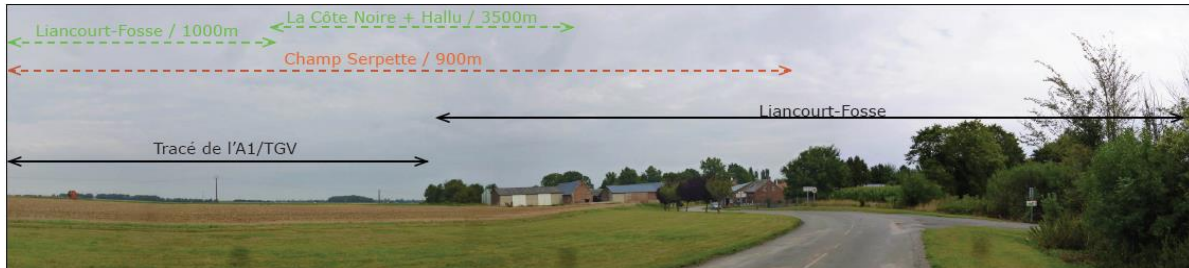 La Côte Noire + Hallu / 3500m
Liancourt-Fosse / 1000m
Champ Serpette / 900m
Liancourt-Fosse
Tracé de l'A1/TGV